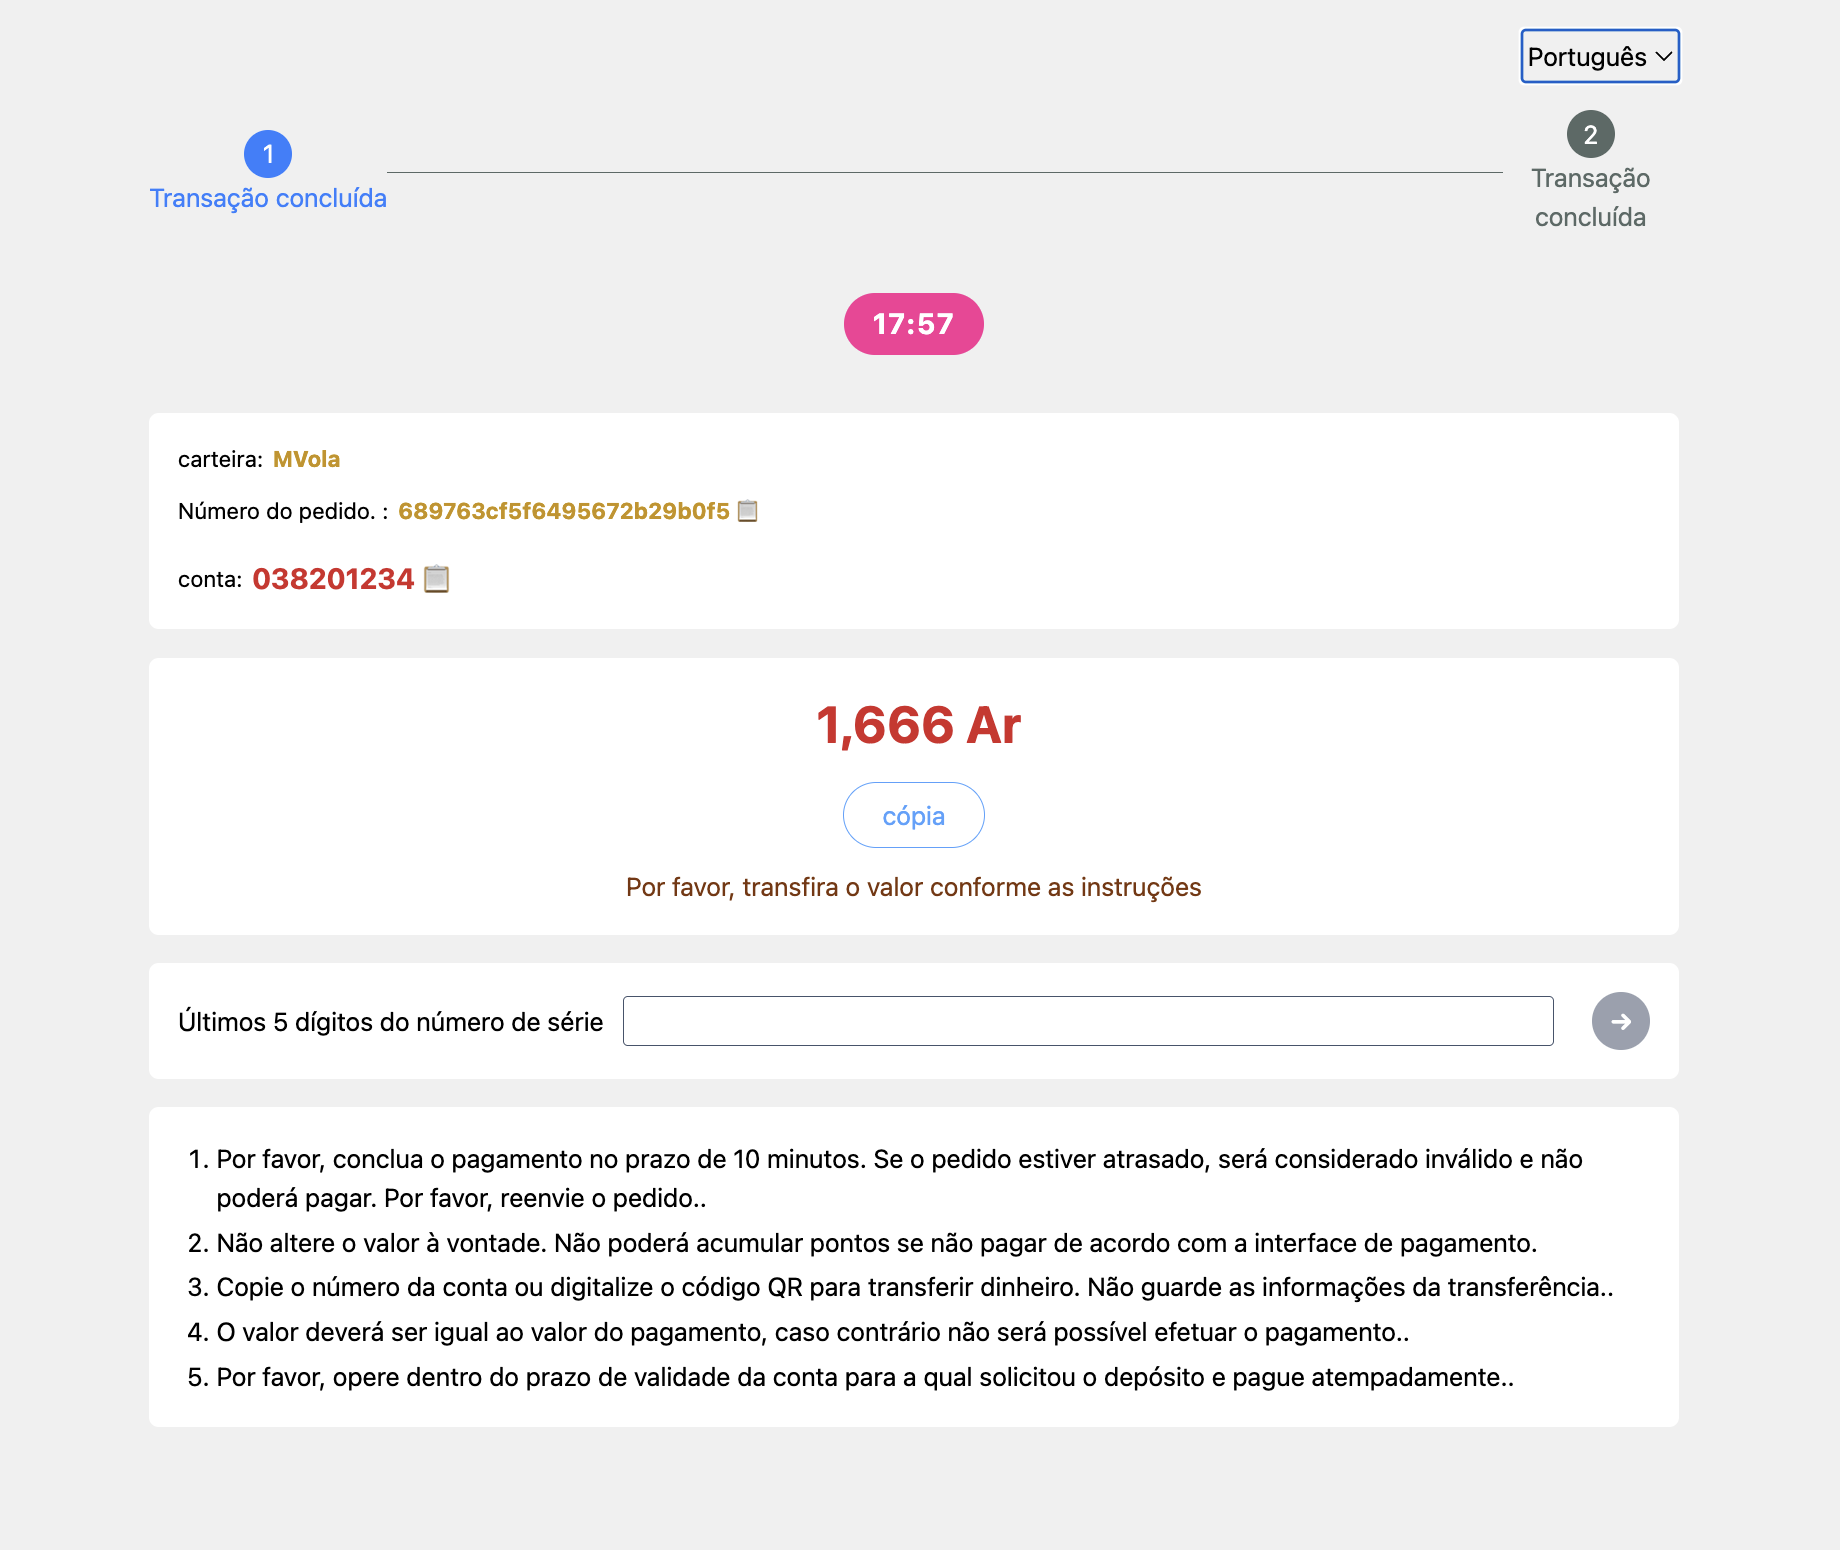 Português
1
Transação concluída
2
Transação
concluída
17:57
carteira: MVola
Número do pedido. : 689763cf5f6495672b29b0f5
conta: 038201234
1,666 Ar
cópia
Por favor, transfira o valor conforme as instruções
Últimos 5 dígitos do número de série
1. Por favor, conclua o pagamento no prazo de 10 minutos. Se o pedido estiver atrasado, será considerado inválido e não
poderá pagar. Por favor, reenvie o pedido..
2. Não altere o valor à vontade. Não poderá acumular pontos se não pagar de acordo com a interface de pagamento.
3. Copie o número da conta ou digitalize o código QR para transferir dinheiro. Não guarde as informações da transferência..
4. O valor deverá ser igual ao valor do pagamento, caso contrário não será possível efetuar o pagamento..
5. Por favor, opere dentro do prazo de validade da conta para a qual solicitou o depósito e pague atempadamente..